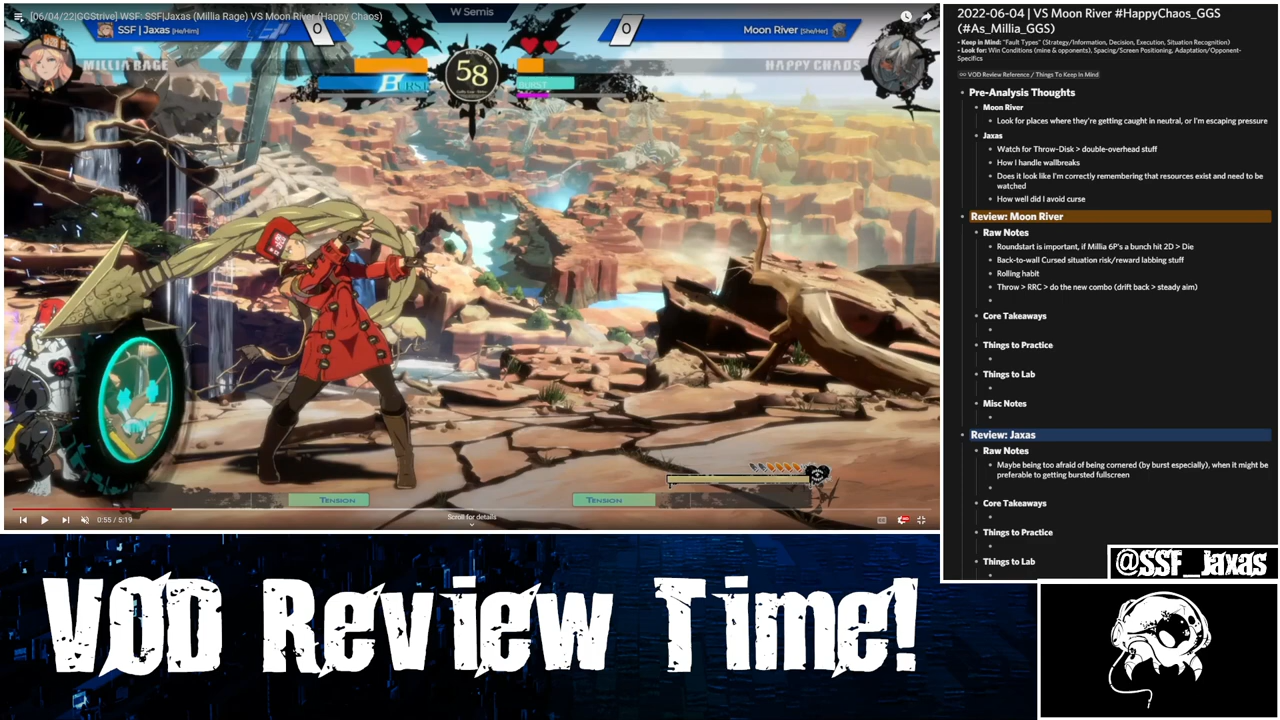 [06/04/22|GGStrive] WSF: SSF|Jaxas (Millia Rage) VS Moon River (Happy Chaos)
W Semis
SSF | Jaxas [He/Him]
0
0
Moon River [She/Her]
MILLIA RAGE
58
HAPPY CHAOS
BURST
BURST
TENSION
TENSION
0:55 / 5:19
Scroll for details
2022-06-04 | VS Moon River #HappyChaos_GGS
(#As_Millia_GGS)
- Keep in Mind: "Fault Types" (Strategy/Information, Decision, Execution, Situation Recognition)
- Look for: Win Conditions (mine & opponents), Spacing/Screen Positioning, Adaptation/Opponent-
Specifics
VOD Review Reference / Things To Keep In Mind
Pre-Analysis Thoughts
Moon River
Look for places where they're getting caught in neutral, or I'm escaping pressure
Jaxas
Watch for Throw-Disk > double-overhead stuff
How I handle wallbreaks
Does it look like I'm correctly remembering that resources exist and need to be
watched
How well did I avoid curse
Review: Moon River
Raw Notes
Roundstart is important, if Millia 6P's a bunch hit 2D > Die
Back-to-wall Cursed situation risk/reward labbing stuff
Rolling habit
Throw > RRC > do the new combo (drift back > steady aim)
Core Takeaways
Things to Practice
Things to Lab
Misc Notes
Review: Jaxas
Raw Notes
Maybe being too afraid of being cornered (by burst especially), when it might be
preferable to getting bursted fullscreen
Core Takeaways
Things to Practice
Things to Lab
@SSF_Jaxas
VOD Review Time!